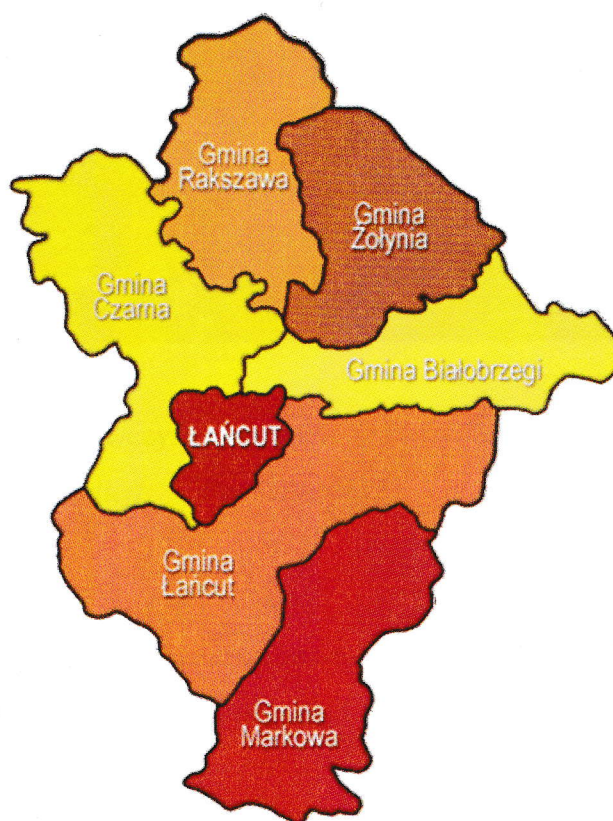 Gmina
Rakszawa
Gmina
Żołynia
Gmina
Czarna
Gmina Białobrzegi
ŁAŃCUT
Gmina
Łańcut
Gmina
Markowa